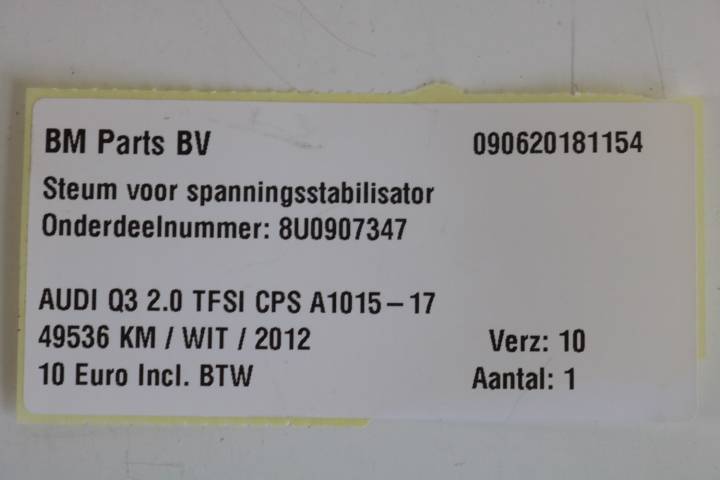 BM Parts BV 090620181154
Steum voor spanningsstabilisator
Onderdeelnummer: 8U0907347
AUDI Q3 2.0 TFSI CPS A1015-17
49536 KM / WIT / 2012 Verz: 10
10 Euro Incl. BTW Aantal: 1